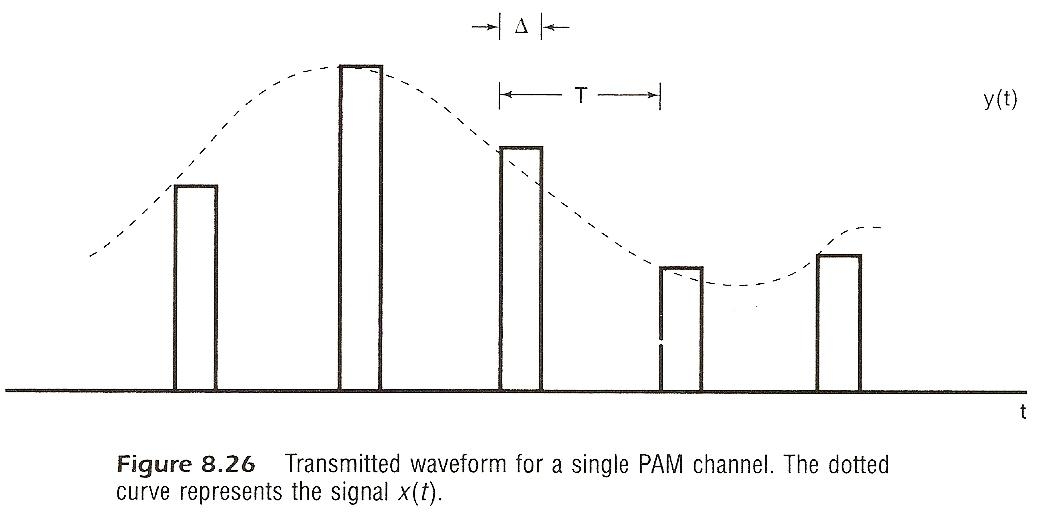 Δ
T
y(t)
t
Figure 8.26 Transmitted waveform for a single PAM channel. The dotted
curve represents the signal x(t).